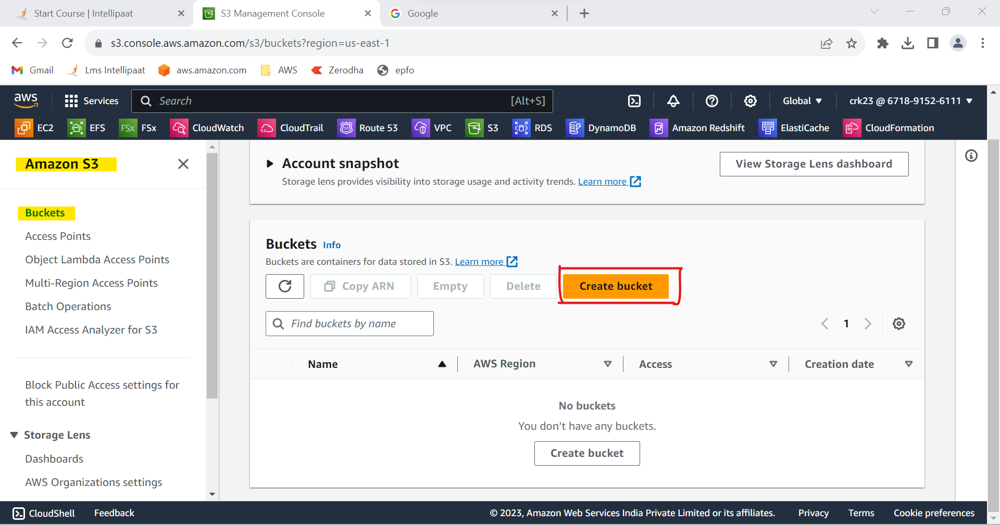 Start Course | Intellipaat
S3 Management Console
Google
s3.console.aws.amazon.com/s3/buckets?region=us-east-1
Gmail
Lms Intellipaat
aws.amazon.com
AWS
Zerodha
epfo
aws
Services
Search
[Alt+S]
Global
crk23 @ 6718-9152-6111
EC2
EFS
FSx
FSx
CloudWatch
CloudTrail
Route 53
VPC
S3
RDS
DynamoDB
Amazon Redshift
ElastiCache
CloudFormation
Amazon S3
Buckets
Access Points
Object Lambda Access Points
Multi-Region Access Points
Batch Operations
IAM Access Analyzer for S3
Block Public Access settings for
this account
Storage Lens
Dashboards
AWS Organizations settings
Account snapshot
Storage lens provides visibility into storage usage and activity trends. Learn more
View Storage Lens dashboard
Buckets Info
Buckets are containers for data stored in S3. Learn more
Copy ARN
Empty
Delete
Create bucket
Find buckets by name
1
Name
AWS Region
Access
Creation date
No buckets
You don't have any buckets.
Create bucket
CloudShell
Feedback
© 2023, Amazon Web Services India Private Limited or its affiliates.
Privacy
Terms
Cookie preferences